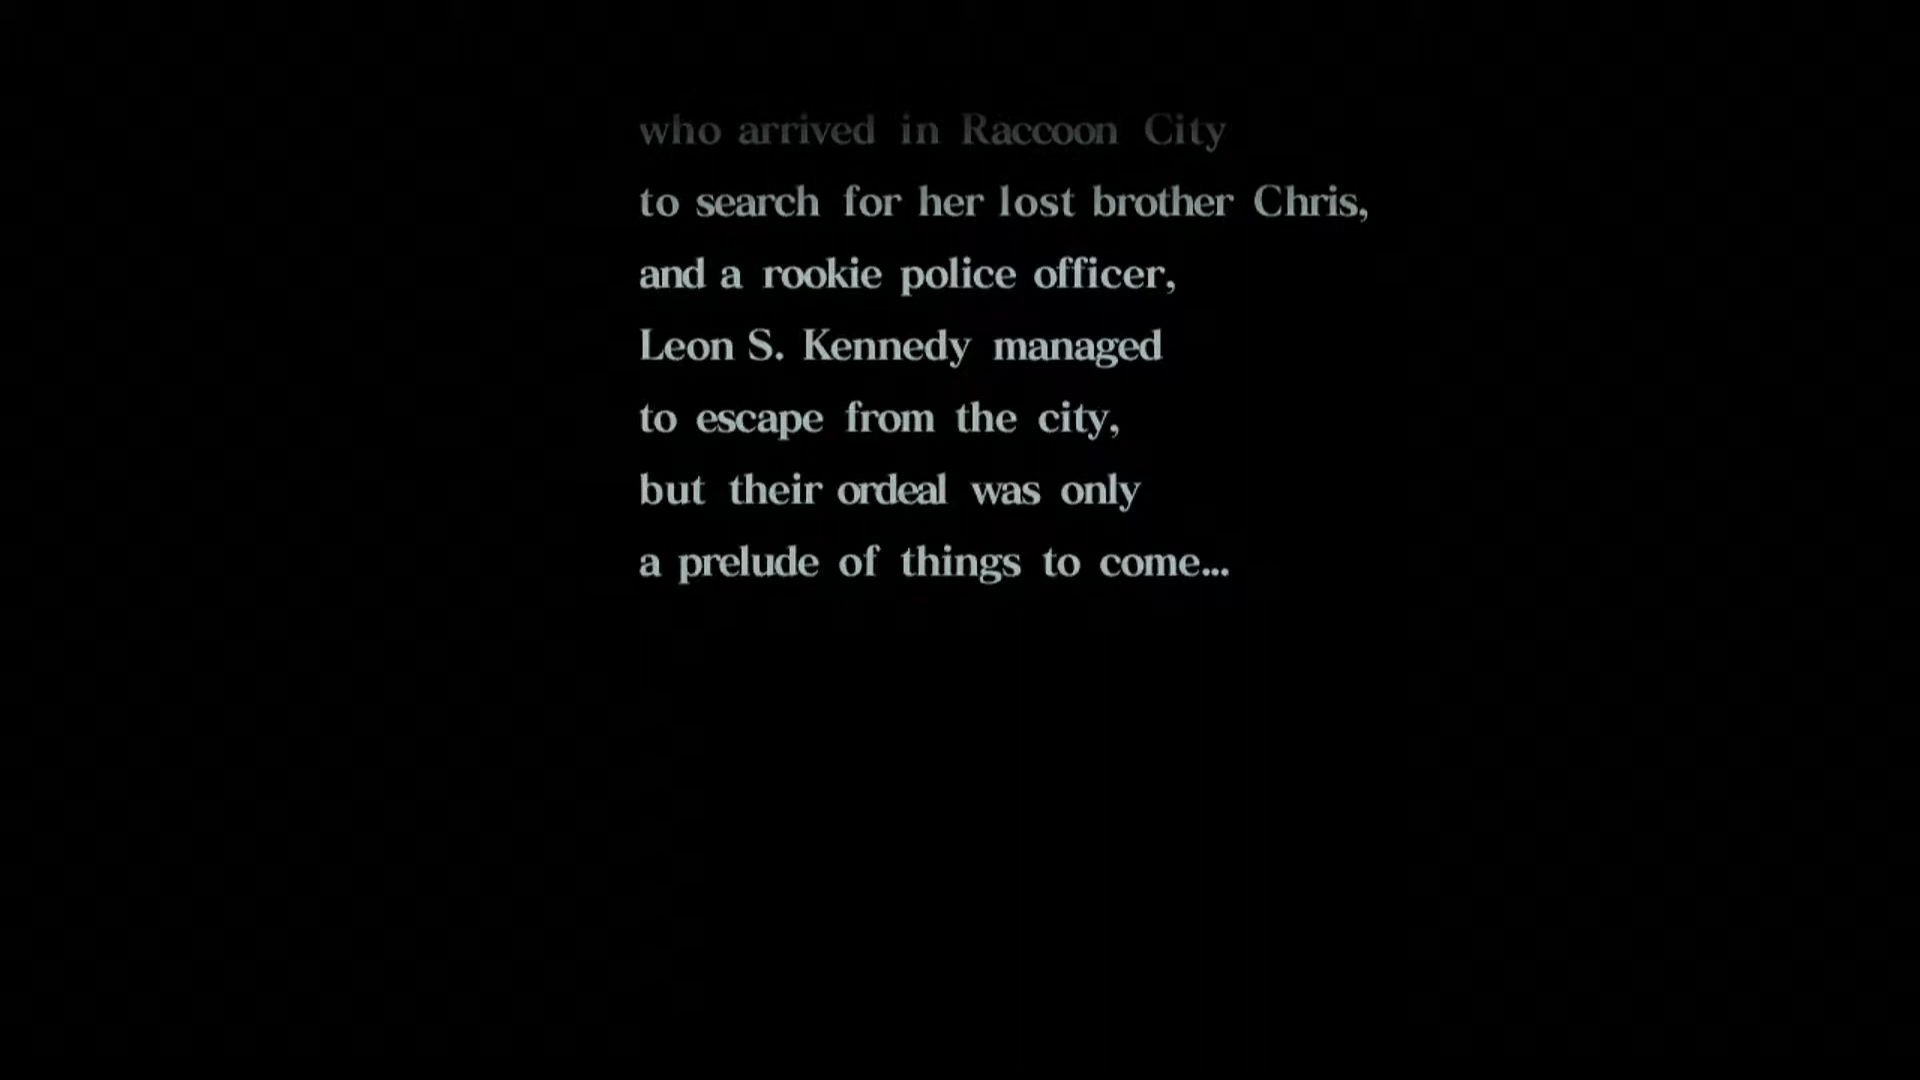 who arrived in Raccoon City
to search for her lost brother Chris,
and a rookie police officer,
Leon S. Kennedy managed
to escape from the city,
but their ordeal was only
a prelude of things to come...